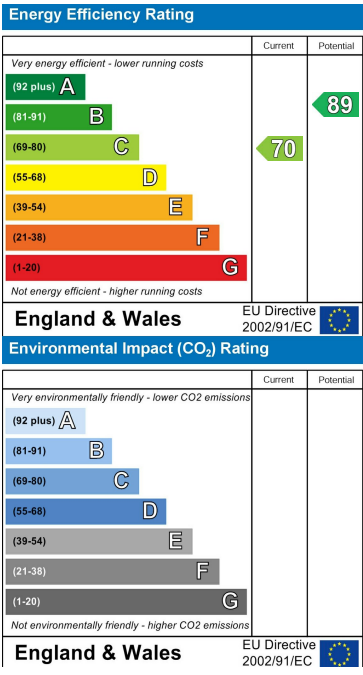 Energy Efficiency Rating
Current Potential
Very energy efficient - lower running costs
(92 plus) A
(81-91) B
89
(69-80) C
70
(55-68) D
(39-54) E
(21-38) F
(1-20) G
Not energy efficient - higher running costs
England & Wales
EU Directive
2002/91/EC
Environmental Impact (CO₂) Rating
Current Potential
Very environmentally friendly - lower CO2 emissions
(92 plus) A
(81-91) B
(69-80) C
(55-68) D
(39-54) E
(21-38) F
(1-20) G
Not environmentally friendly - higher CO2 emissions
England & Wales
EU Directive
2002/91/EC